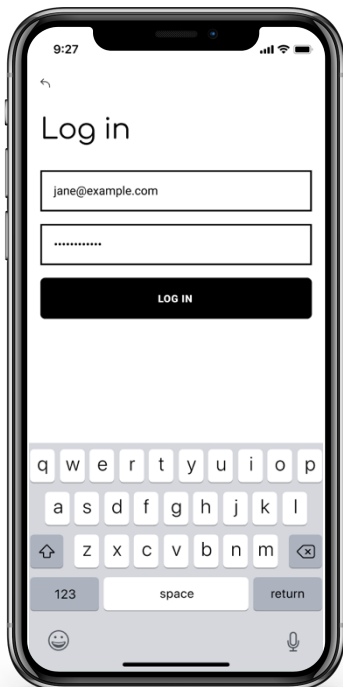 9:27
Log in
jane@example.com
••••••••••••
LOG IN
q w e r t y u i o p
a s d f g h j k l
z x c v b n m
123 space return